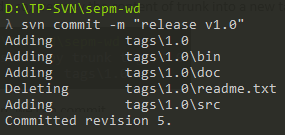 D:\TP-SVN\sepm-wd
λ svn commit -m "release v1.0"
Adding         tags\1.0
Adding         tags\1.0\bin
Adding         tags\1.0\doc
Deleting       tags\1.0\readme.txt
Adding         tags\1.0\src
Committed revision 5.